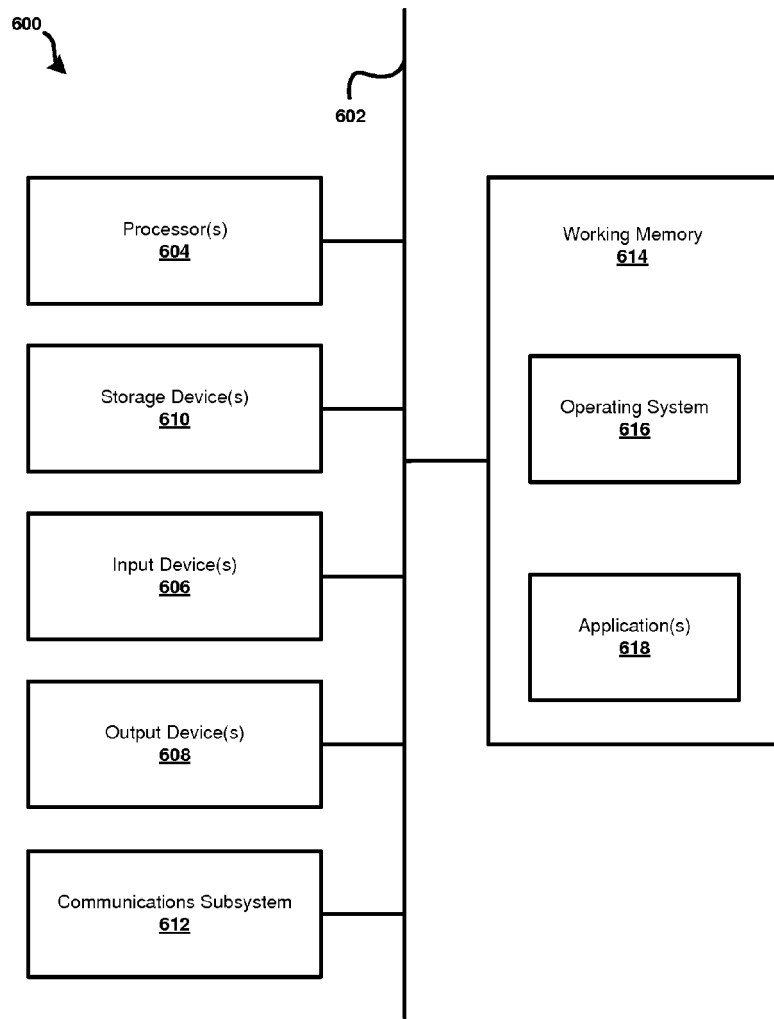 600
602
Processor(s)
604
Storage Device(s)
610
Input Device(s)
606
Output Device(s)
608
Communications Subsystem
612
Working Memory
614
Operating System
616
Application(s)
618